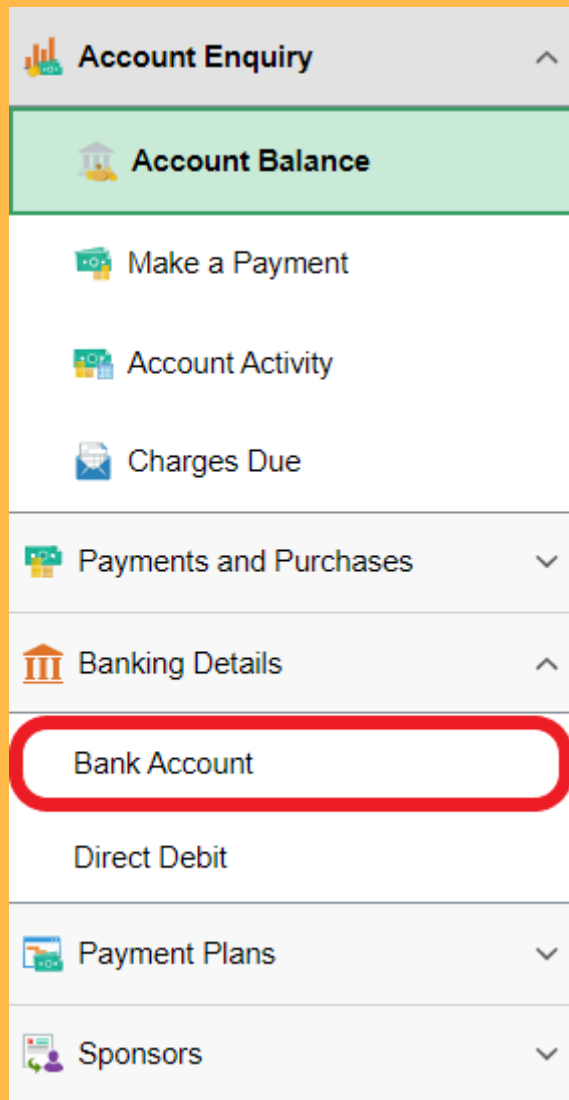 Account Enquiry
Account Balance
Make a Payment
Account Activity
Charges Due
Payments and Purchases
Banking Details
Bank Account
Direct Debit
Payment Plans
Sponsors